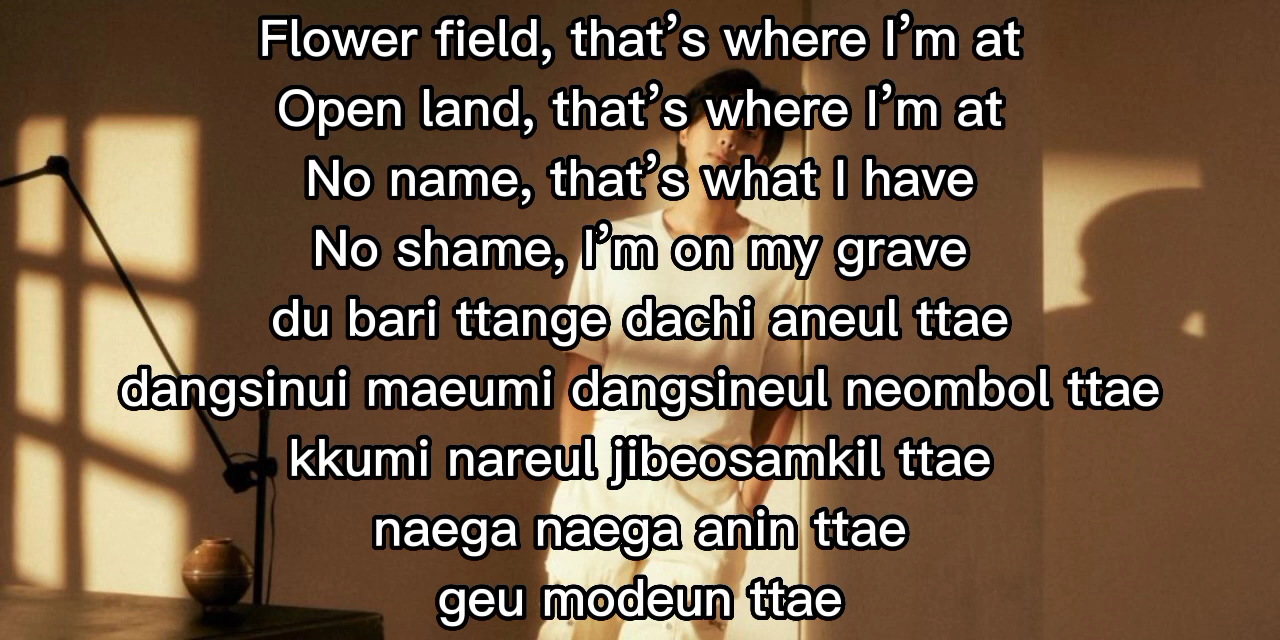 Flower field, that’s where I’m at
Open land, that’s where I’m at
No name, that’s what I have
No shame, I’m on my grave
du bari ttange dachi aneul ttae
dangsinui maeumi dangsineul neombol ttae
kkumi nareul jibeosamkil ttae
naega naega anin ttae
geu modeun ttae